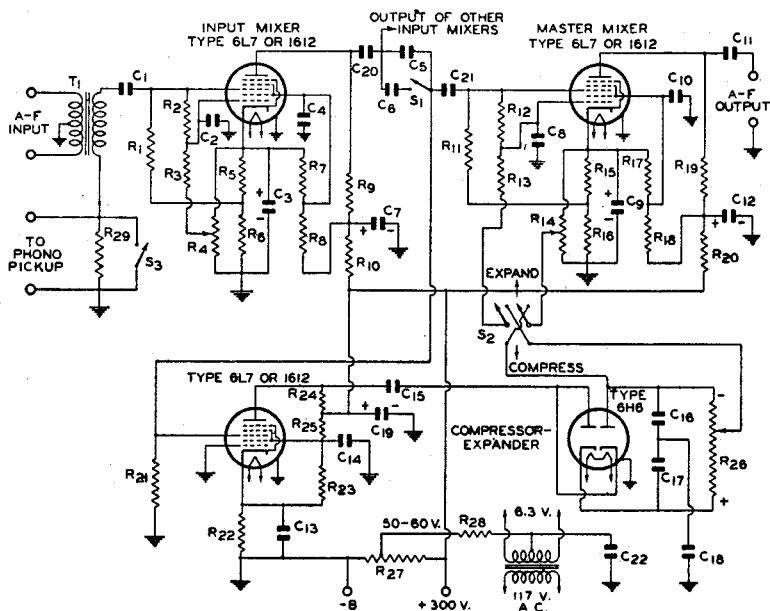 INPUT MIXER
TYPE 6L7 OR 1612
OUTPUT OF OTHER
INPUT MIXERS
MASTER MIXER
TYPE 6L7 OR 1612
T1
A-F
INPUT
C1
R2
C2
R1
R3
R4
R5
R6
C3
C4
R7
R8
R9
R10
C7
C20
C5
C6
S1
C21
R12
R11
C8
R13
R14
R15
R16
C9
R17
R18
C10
R19
C11
A-F
OUTPUT
C12
R20
+
-
+
-
+
-
+
-
TO
PHONO
PICKUP
R29
S3
EXPAND
S2
COMPRESS
TYPE 6L7 OR 1612
R24
C15
R25
+
-
C19
C14
R23
R21
R22
C13
TYPE
6H6
COMPRESSOR-
EXPANDER
C16
C17
-
R26
+
C18
50-60 V.
R28
6.3 V.
R27
C22
-B
+300 V.
117 V.
A.C.